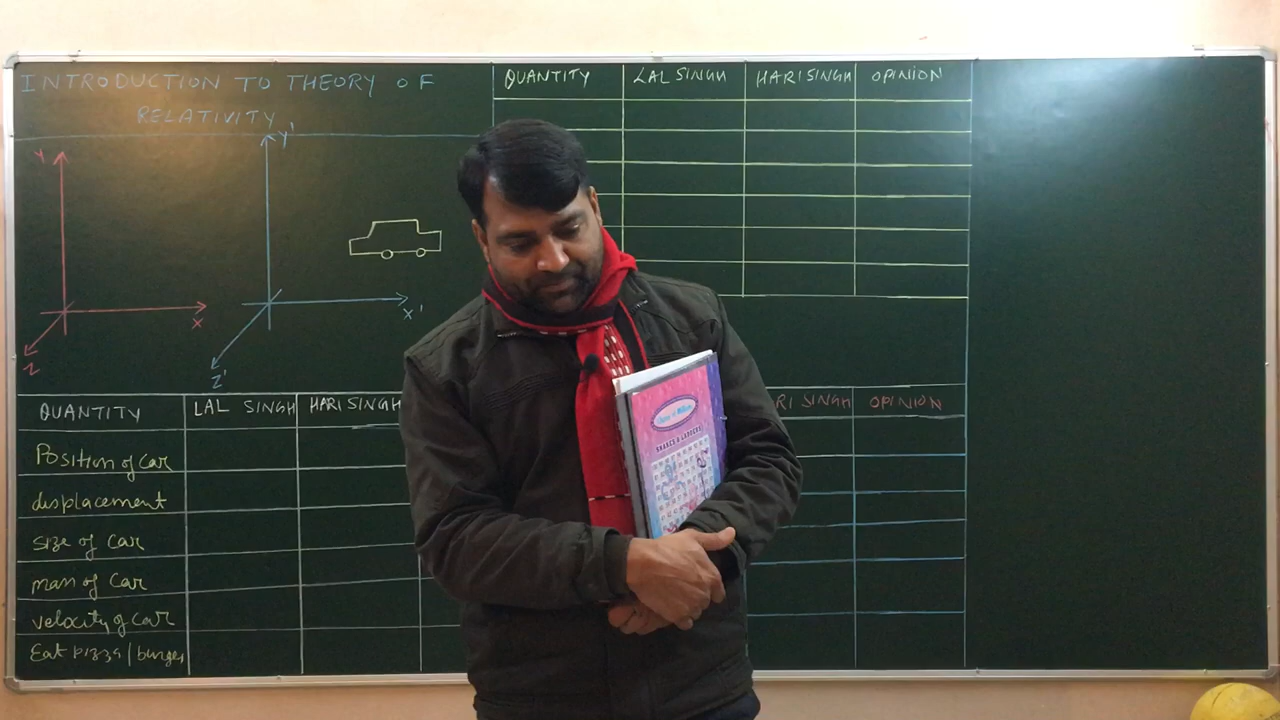 INTRODUCTION TO THEORY OF
RELATIVITY
Y
X
Z
Y'
X'
Z'
QUANTITY LAL SINGH HARI SINGH OPINION
QUANTITY LAL SINGH HARI SINGH
Position of car
displacement
size of car
mass of car
velocity of car
Eat pizza/burger
RI SINGH OPINION
SNAKES & LADDERS